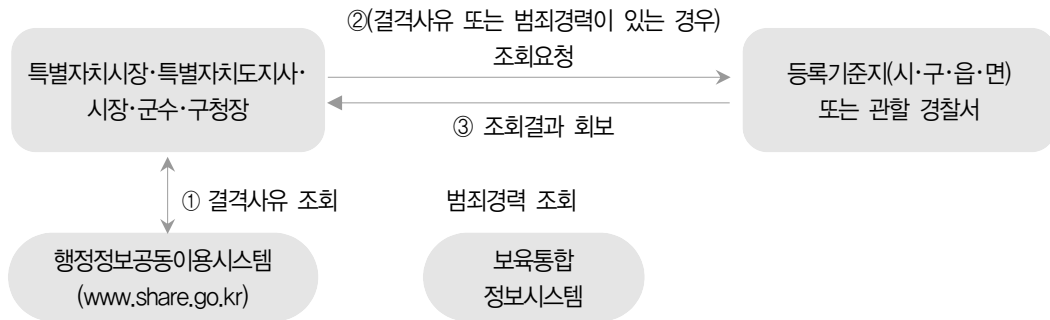 ②(결격사유 또는 범죄경력이 있는 경우)
조회요청
특별자치시장·특별자치도지사·
시장·군수·구청장
등록기준지(시·구·읍·면)
또는 관할 경찰서
③ 조회결과 회보
① 결격사유 조회
범죄경력 조회
행정정보공동이용시스템
(www.share.go.kr)
보육통합
정보시스템